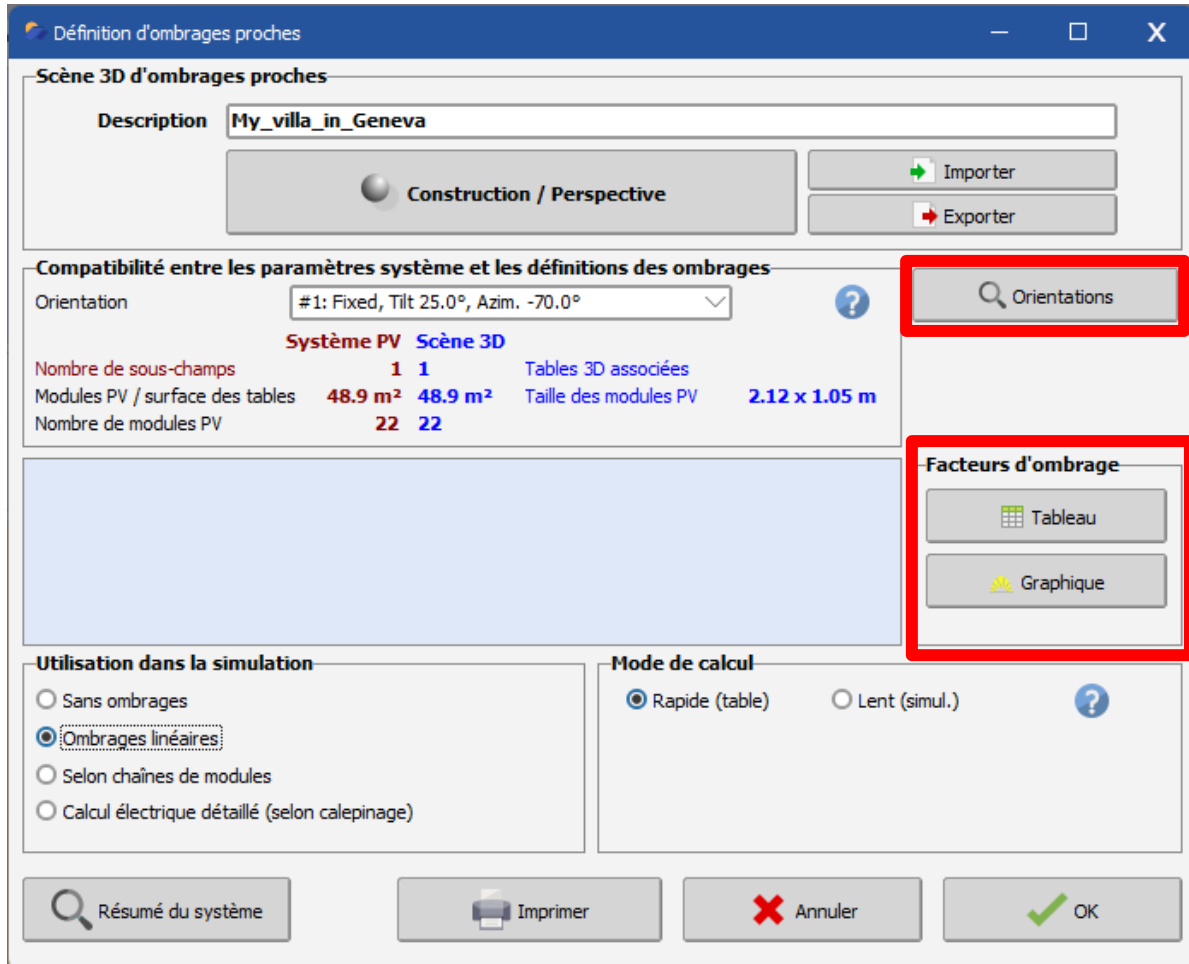 Définition d'ombrages proches
Scène 3D d'ombrages proches
Description My_villa_in_Geneva
Construction / Perspective
Importer
Exporter
Compatibilité entre les paramètres système et les définitions des ombrages
Orientation #1: Fixed, Tilt 25.0°, Azim. -70.0°
Orientations
Système PV Scène 3D
Nombre de sous-champs 1 1 Tables 3D associées
Modules PV / surface des tables 48.9 m² 48.9 m² Taille des modules PV 2.12 x 1.05 m
Nombre de modules PV 22 22
Facteurs d'ombrage
Tableau
Graphique
Utilisation dans la simulation
Sans ombrages
Ombrages linéaires
Selon chaînes de modules
Calcul électrique détaillé (selon calepinage)
Mode de calcul
Rapide (table) Lent (simul.)
Résumé du système Imprimer Annuler OK